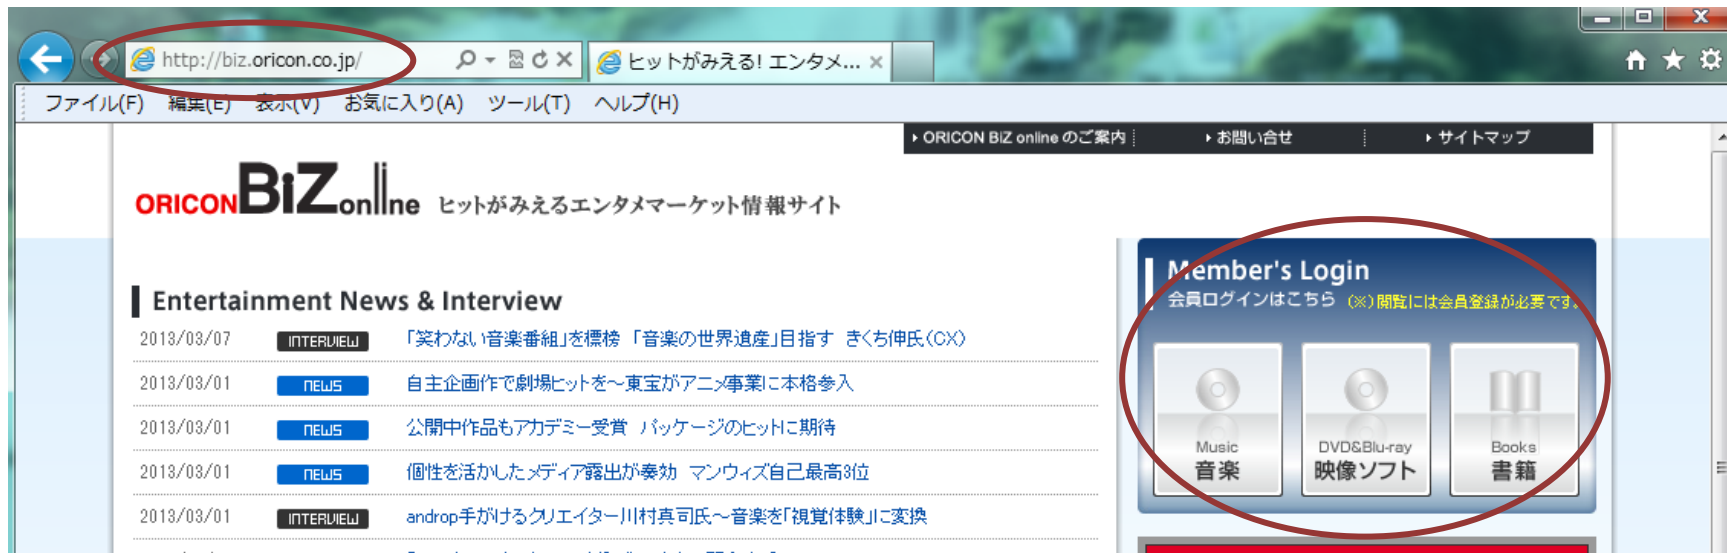 http://biz.oricon.co.jp/
ヒットがみえる! エンタメ...
ファイル(F) 編集(E) 表示(V) お気に入り(A) ツール(T) ヘルプ(H)
ORICON BiZ online のご案内 お問い合せ サイトマップ
ORICON BiZ online ヒットがみえるエンタメマーケット情報サイト
Member's Login
会員ログインはこちら (※)閲覧には会員登録が必要です。
Entertainment News & Interview
2013/03/07 INTERVIEW 「笑わない音楽番組」を標榜 「音楽の世界遺産」目指す きくち伸氏(CX)
2013/03/01 NEWS 自主企画作で劇場ヒットを～東宝がアニメ事業に本格参入
2013/03/01 NEWS 公開中作品もアカデミー受賞 パッケージのヒットに期待
2013/03/01 NEWS 個性を活かしたメディア露出が奏効 マンウィズ自己最高3位
2013/03/01 INTERVIEW androp手がけるクリエイター川村真司氏～音楽を「視覚体験」に変換
Music
音楽
DVD&Blu-ray
映像ソフト
Books
書籍